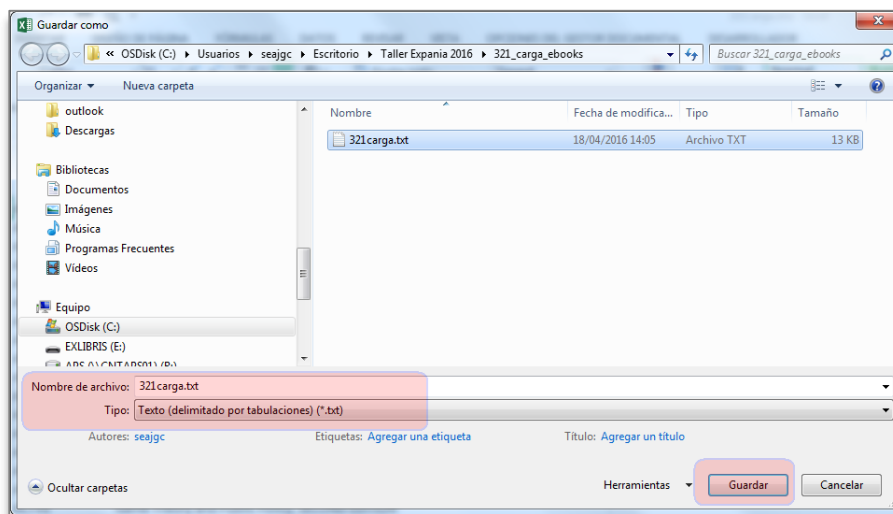 Guardar como
« OSDisk (C:) ▸ Usuarios ▸ seajgc ▸ Escritorio ▸ Taller Expania 2016 ▸ 321_carga_ebooks
Buscar 321_carga_ebooks
Organizar Nueva carpeta
Nombre Fecha de modifica... Tipo Tamaño
outlook
Descargas
321carga.txt 18/04/2016 14:05 Archivo TXT 13 KB
Bibliotecas
Documentos
Imágenes
Música
Programas Frecuentes
Vídeos
Equipo
OSDisk (C:)
EXLIBRIS (E:)
Nombre de archivo: 321carga.txt
Tipo: Texto (delimitado por tabulaciones) (*.txt)
Autores: seajgc Etiquetas: Agregar una etiqueta Título: Agregar un título
Ocultar carpetas Herramientas Guardar Cancelar